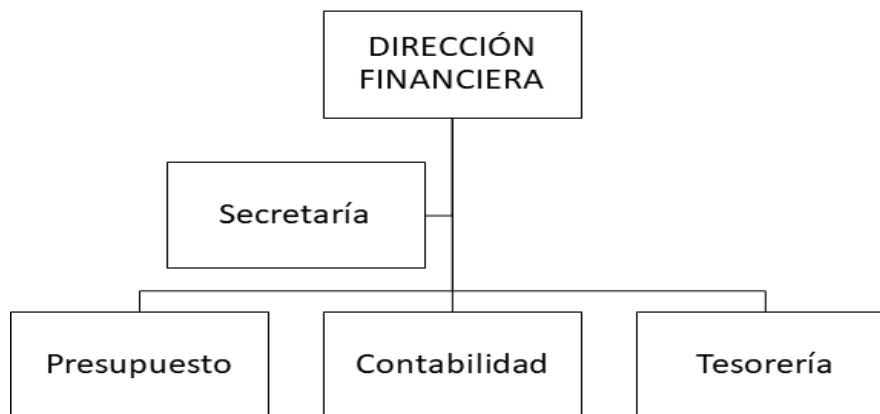 DIRECCIÓN
FINANCIERA
Secretaría
Presupuesto
Contabilidad
Tesorería